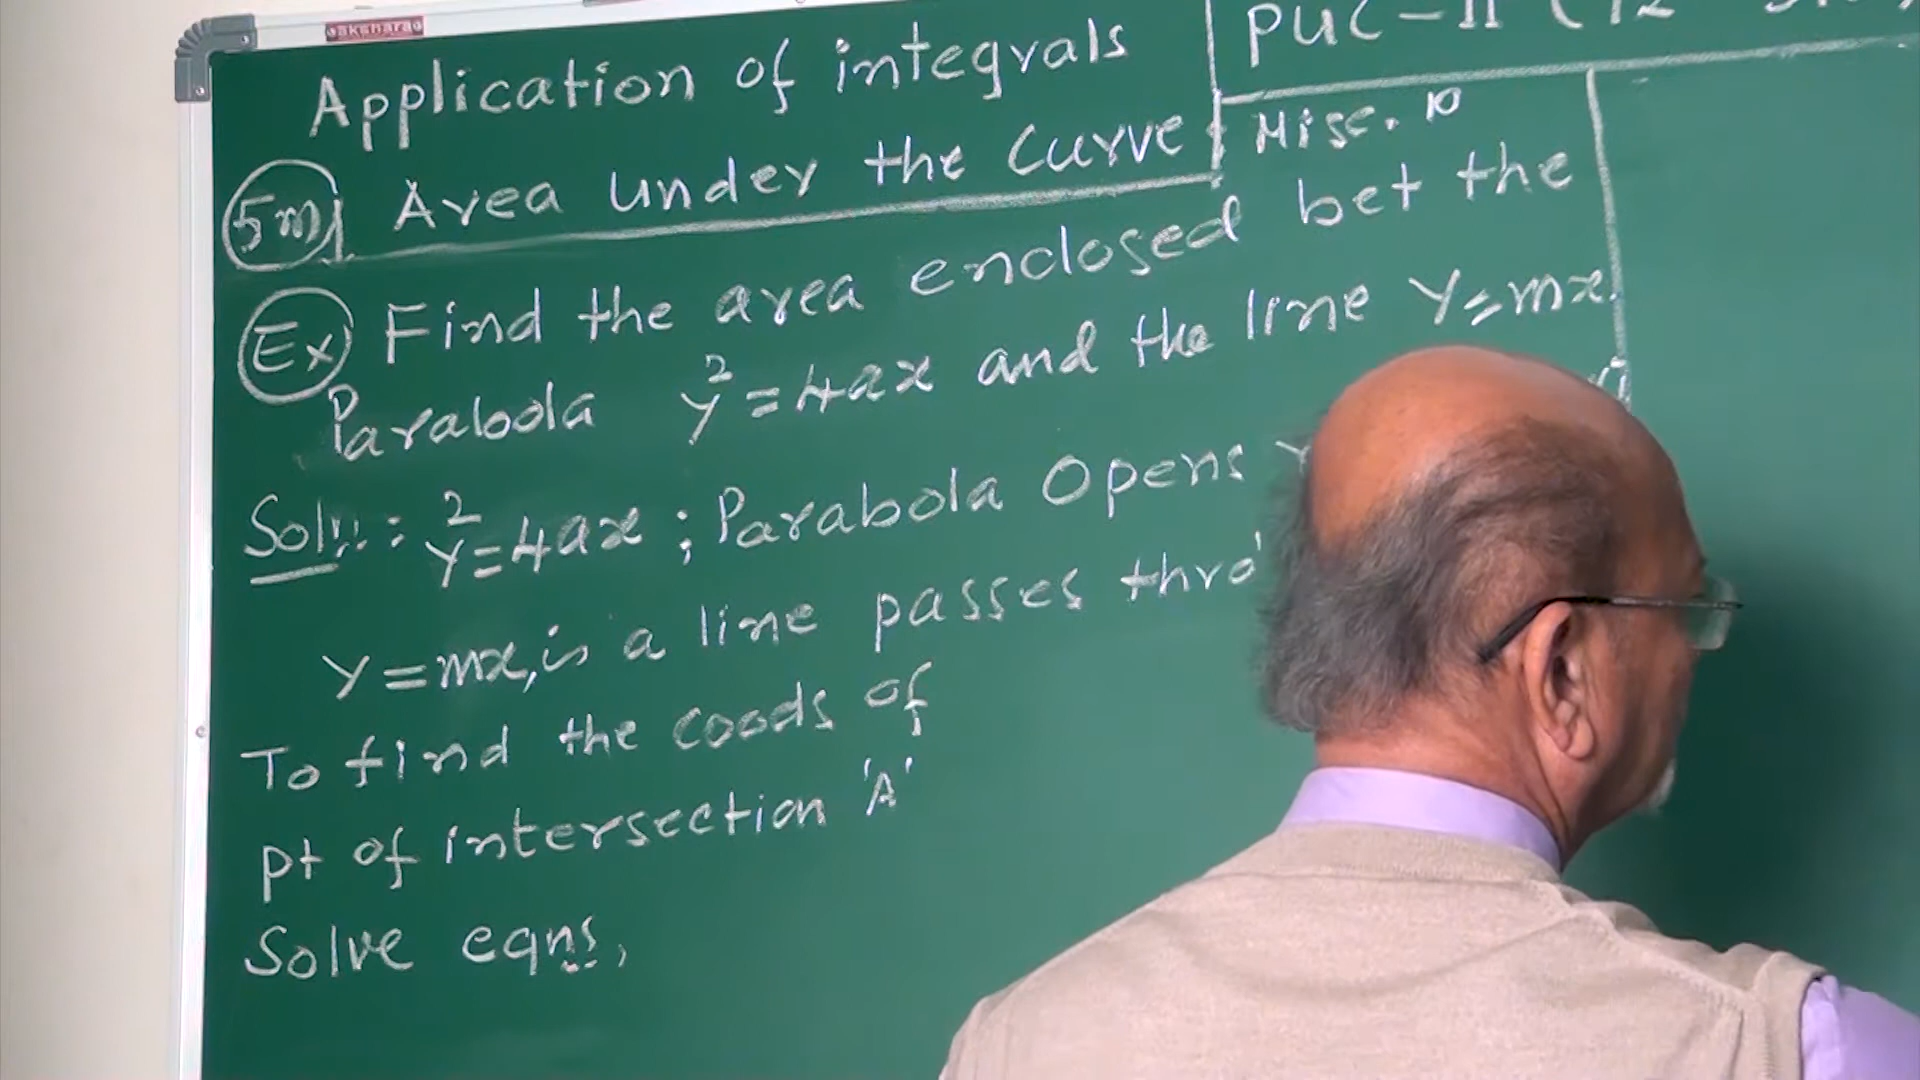 akshara
Application of integrals
PUC-II (12
5m Area under the Curve
Misc. 10
Ex Find the area enclosed bet the
Parabola y²=4ax and the line y=mx.
Soln: y²=4ax ; Parabola Opens
y=mx, is a line passes thro'
To find the coods of
pt of intersection 'A'
Solve eqns,